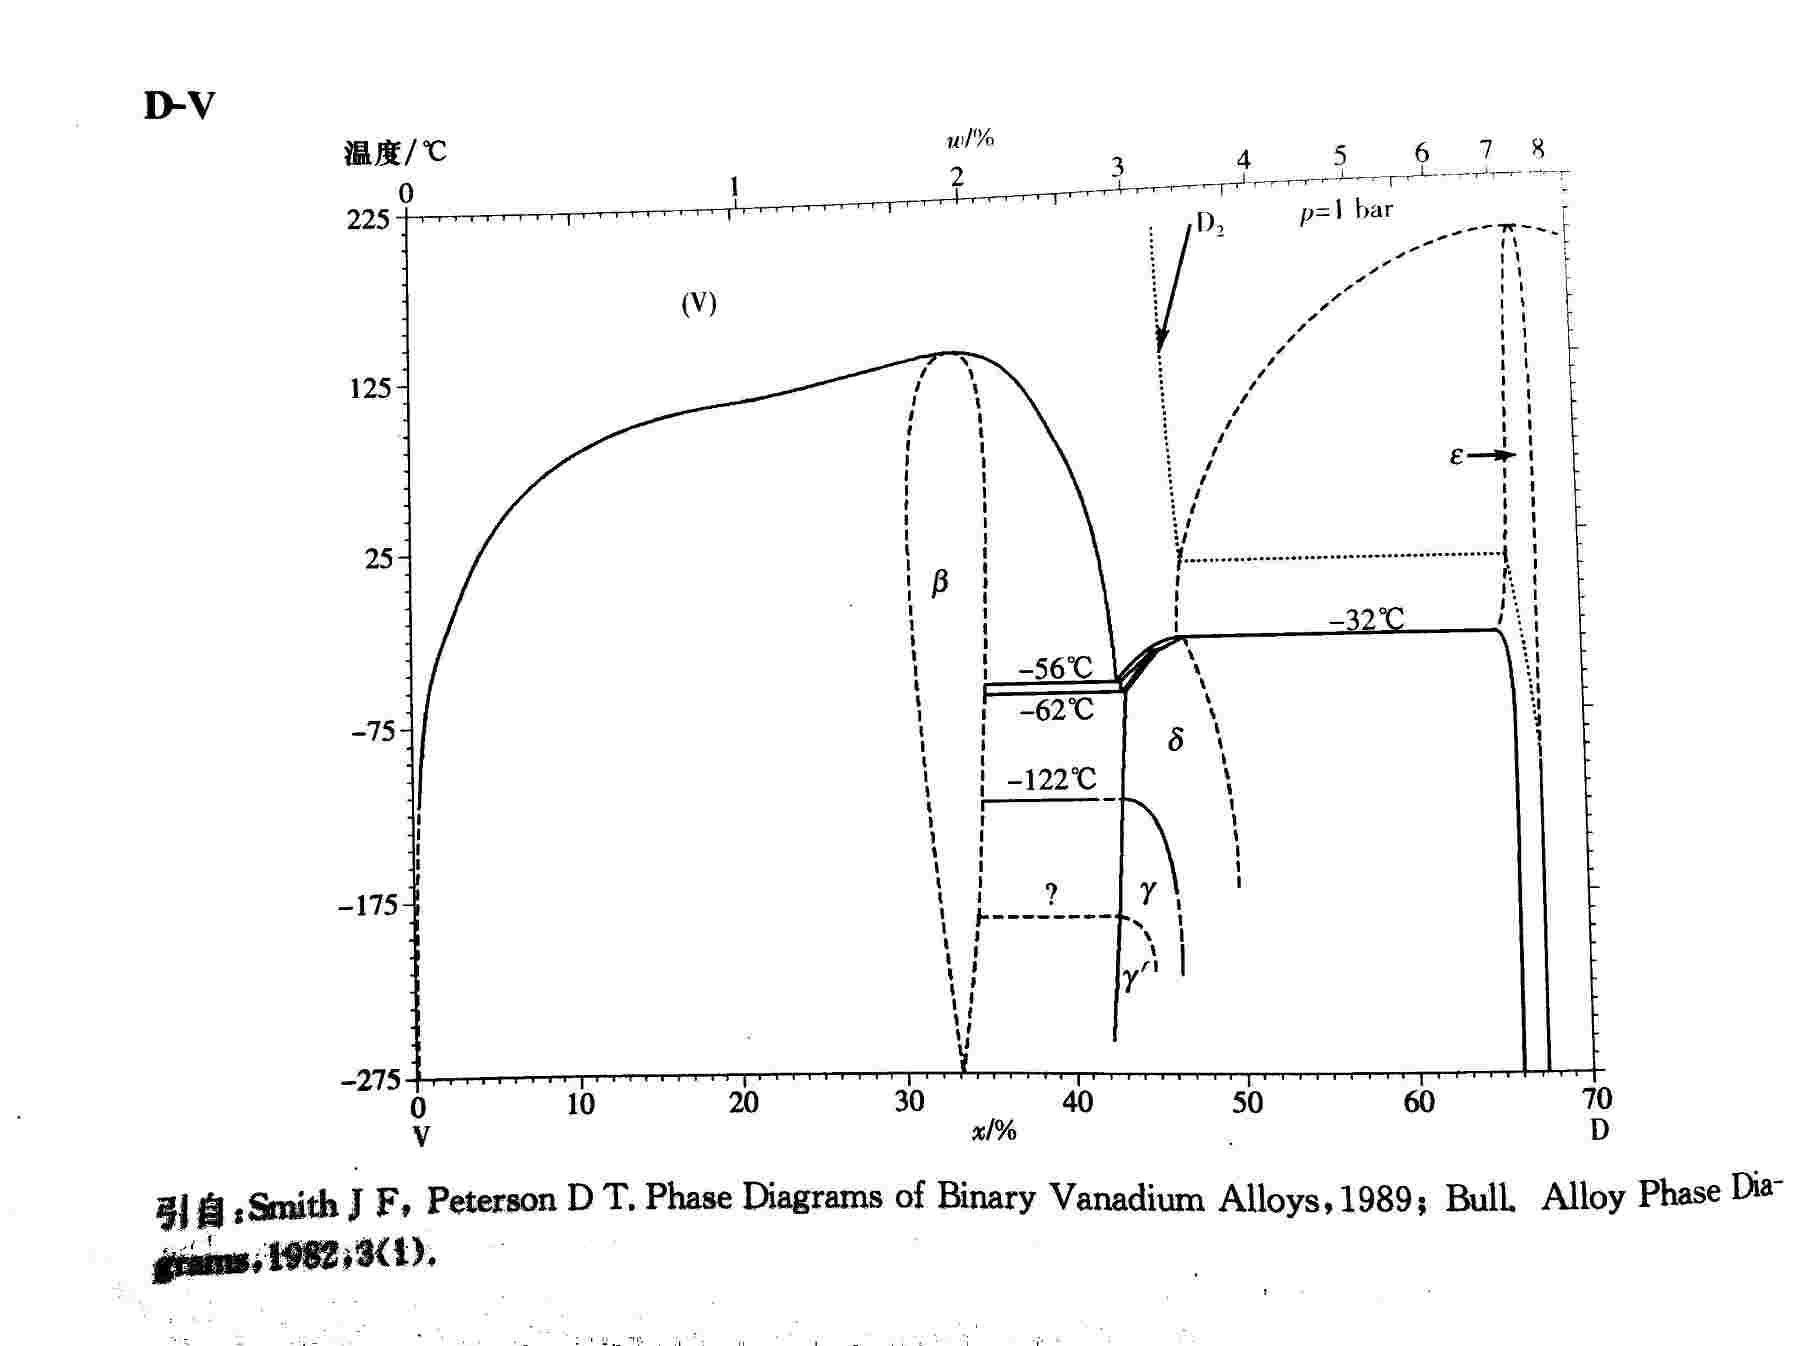 D-V
温度/℃
w/%
0 1 2 3 4 5 6 7 8
225
D₂
p=1 bar
(V)
125
ε
25
β
-32℃
-56℃
-62℃
-75
δ
-122℃
-175
?
γ
γ′
-275
0 10 20 30 40 50 60 70
V
x/%
D
引自:Smith J F, Peterson D T. Phase Diagrams of Binary Vanadium Alloys, 1989; Bull. Alloy Phase Dia-
grams, 1982, 3(1).